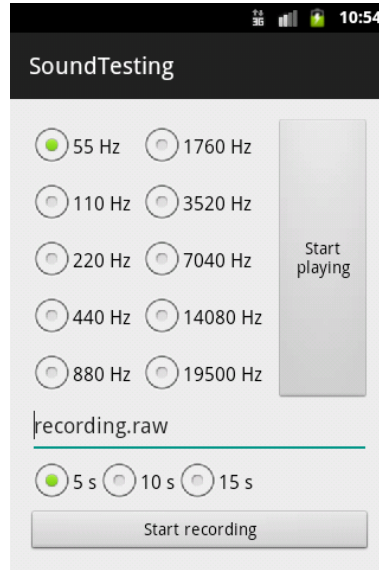 3G 10:54
SoundTesting
55 Hz 1760 Hz
110 Hz 3520 Hz
220 Hz 7040 Hz
440 Hz 14080 Hz
880 Hz 19500 Hz
Start
playing
recording.raw
5 s 10 s 15 s
Start recording